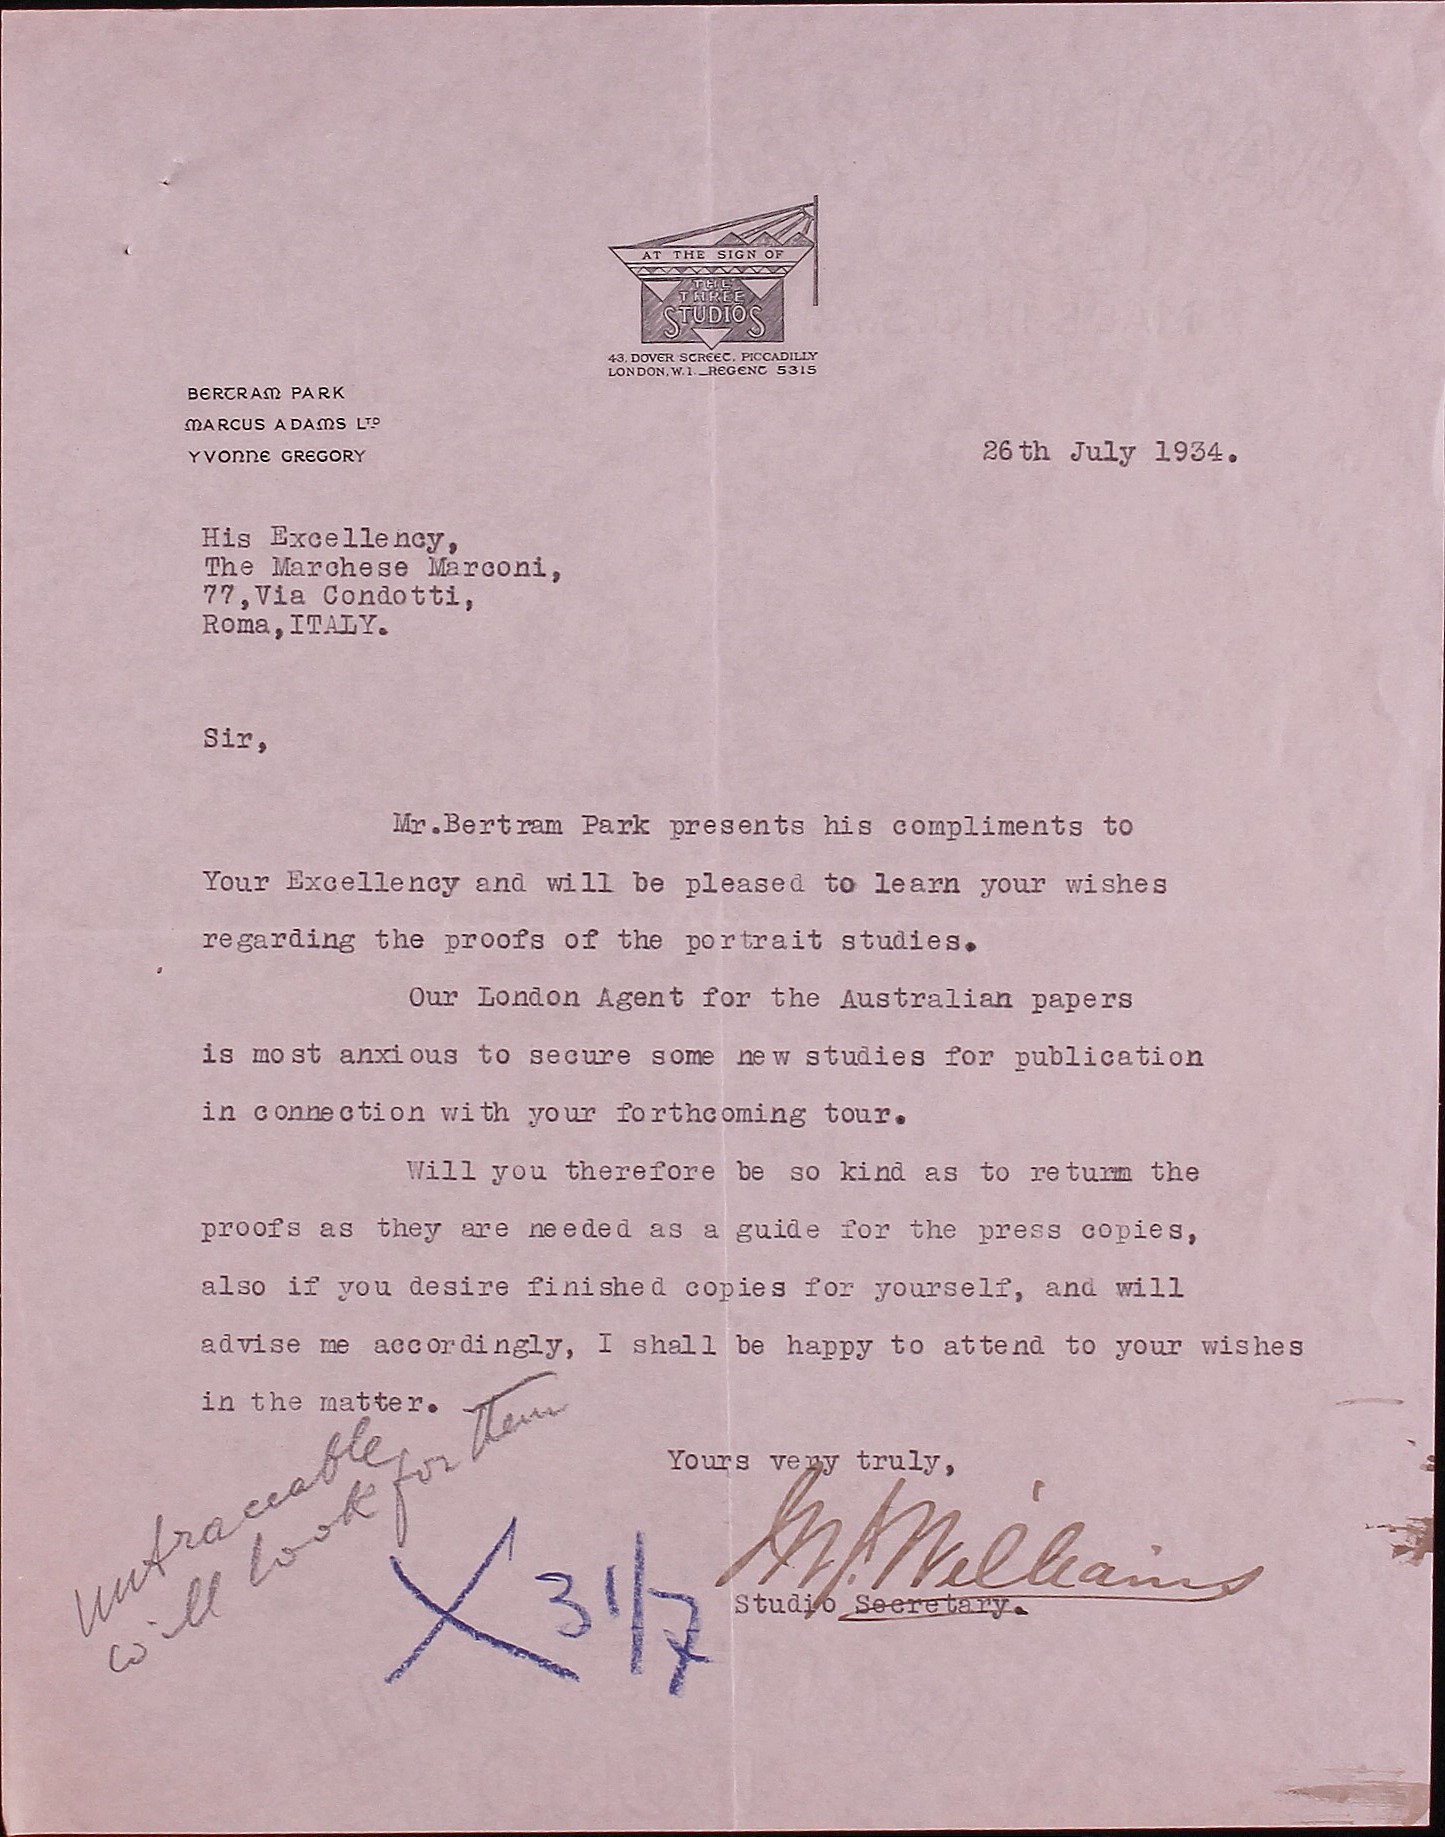 AT THE SIGN OF
THE
THREE
STUDIOS
43, DOVER STREET, PICCADILLY
LONDON, W.1._REGENT 5315
BERTRAM PARK
MARCUS ADAMS LTD
YVONNE GREGORY
26th July 1934.
His Excellency,
The Marchese Marconi,
77,Via Condotti,
Roma,ITALY.
Sir,
Mr.Bertram Park presents his compliments to
Your Excellency and will be pleased to learn your wishes
regarding the proofs of the portrait studies.
Our London Agent for the Australian papers
is most anxious to secure some new studies for publication
in connection with your forthcoming tour.
Will you therefore be so kind as to return the
proofs as they are needed as a guide for the press copies,
also if you desire finished copies for yourself, and will
advise me accordingly, I shall be happy to attend to your wishes
in the matter.
Yours very truly,
Williams
Studio Secretary.
untraceable
will look for them
X 31/7